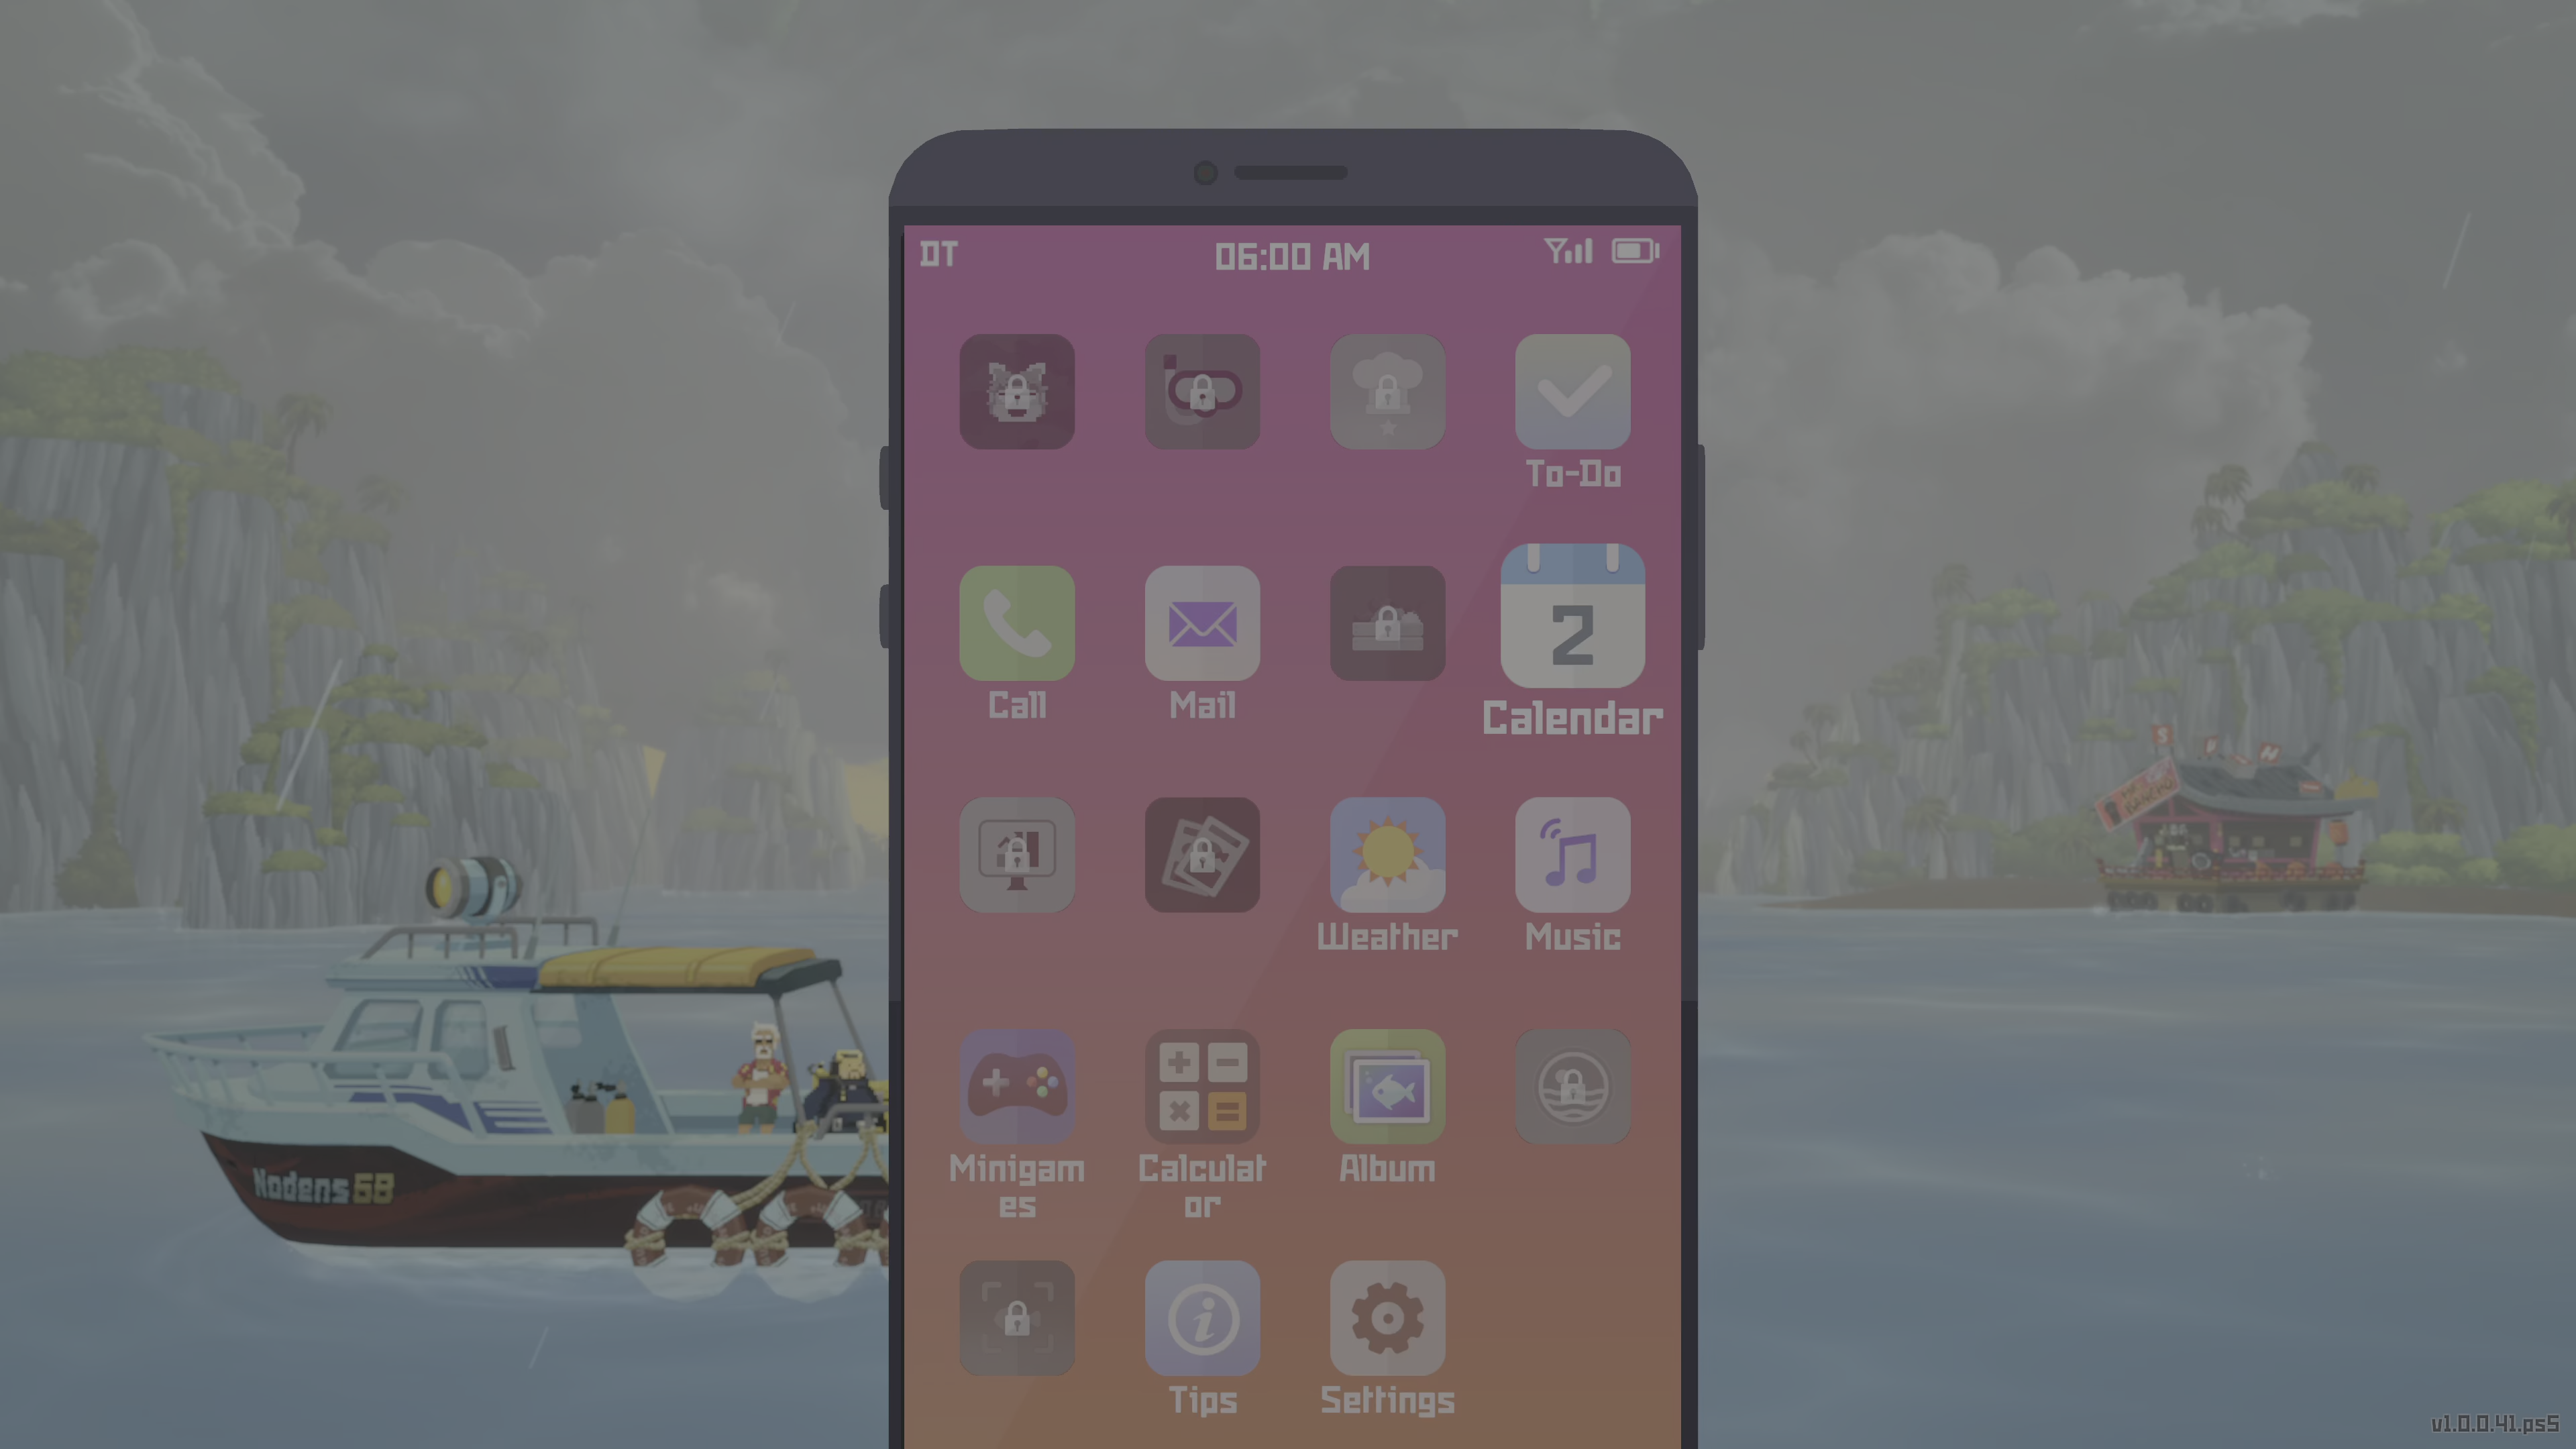 DT
06:00 AM
To-Do
2
Call
Mail
Calendar
Weather
Music
Minigam
es
Calculat
or
Album
Tips
Settings
Nodens 68
v1.0.0.41.ps5